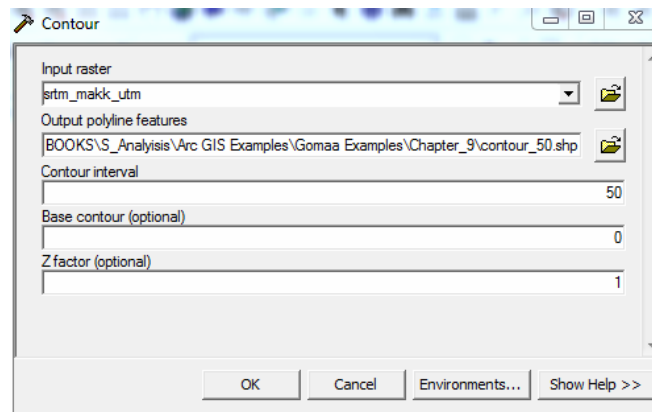 Contour
Input raster
srtm_makk_utm
Output polyline features
BOOKS\S_Analyisis\Arc GIS Examples\Gomaa Examples\Chapter_9\contour_50.shp
Contour interval
50
Base contour (optional)
0
Z factor (optional)
1
OK Cancel Environments... Show Help >>